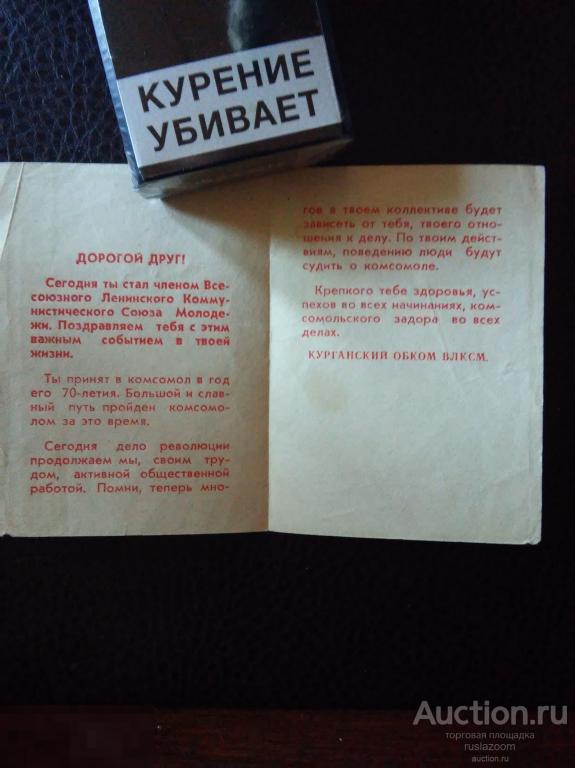 КУРЕНИЕ
УБИВАЕТ
ДОРОГОЙ ДРУГ!
Сегодня ты стал членом Все-
союзного Ленинского Комму-
нистического Союза Молоде-
жи. Поздравляем тебя с этим
важным событием в твоей
жизни.
Ты принят в комсомол в год
его 70-летия. Большой и слав-
ный путь пройден комсомо-
лом за это время.
Сегодня дело революции
продолжаем мы, своим тру-
дом, активной общественной
работой. Помни, теперь мно-
гов в твоем коллективе будет
зависеть от тебя, твоего отно-
шения к делу. По твоим дейст-
виям, поведению люди будут
судить о комсомоле.
Крепкого тебе здоровья, ус-
пехов во всех начинаниях, ком-
сомольского задора во всех
делах.
КУРГАНСКИЙ ОБКОМ ВЛКСМ.
Auction.ru
торговая площадка
ruslazoom
auction.ru